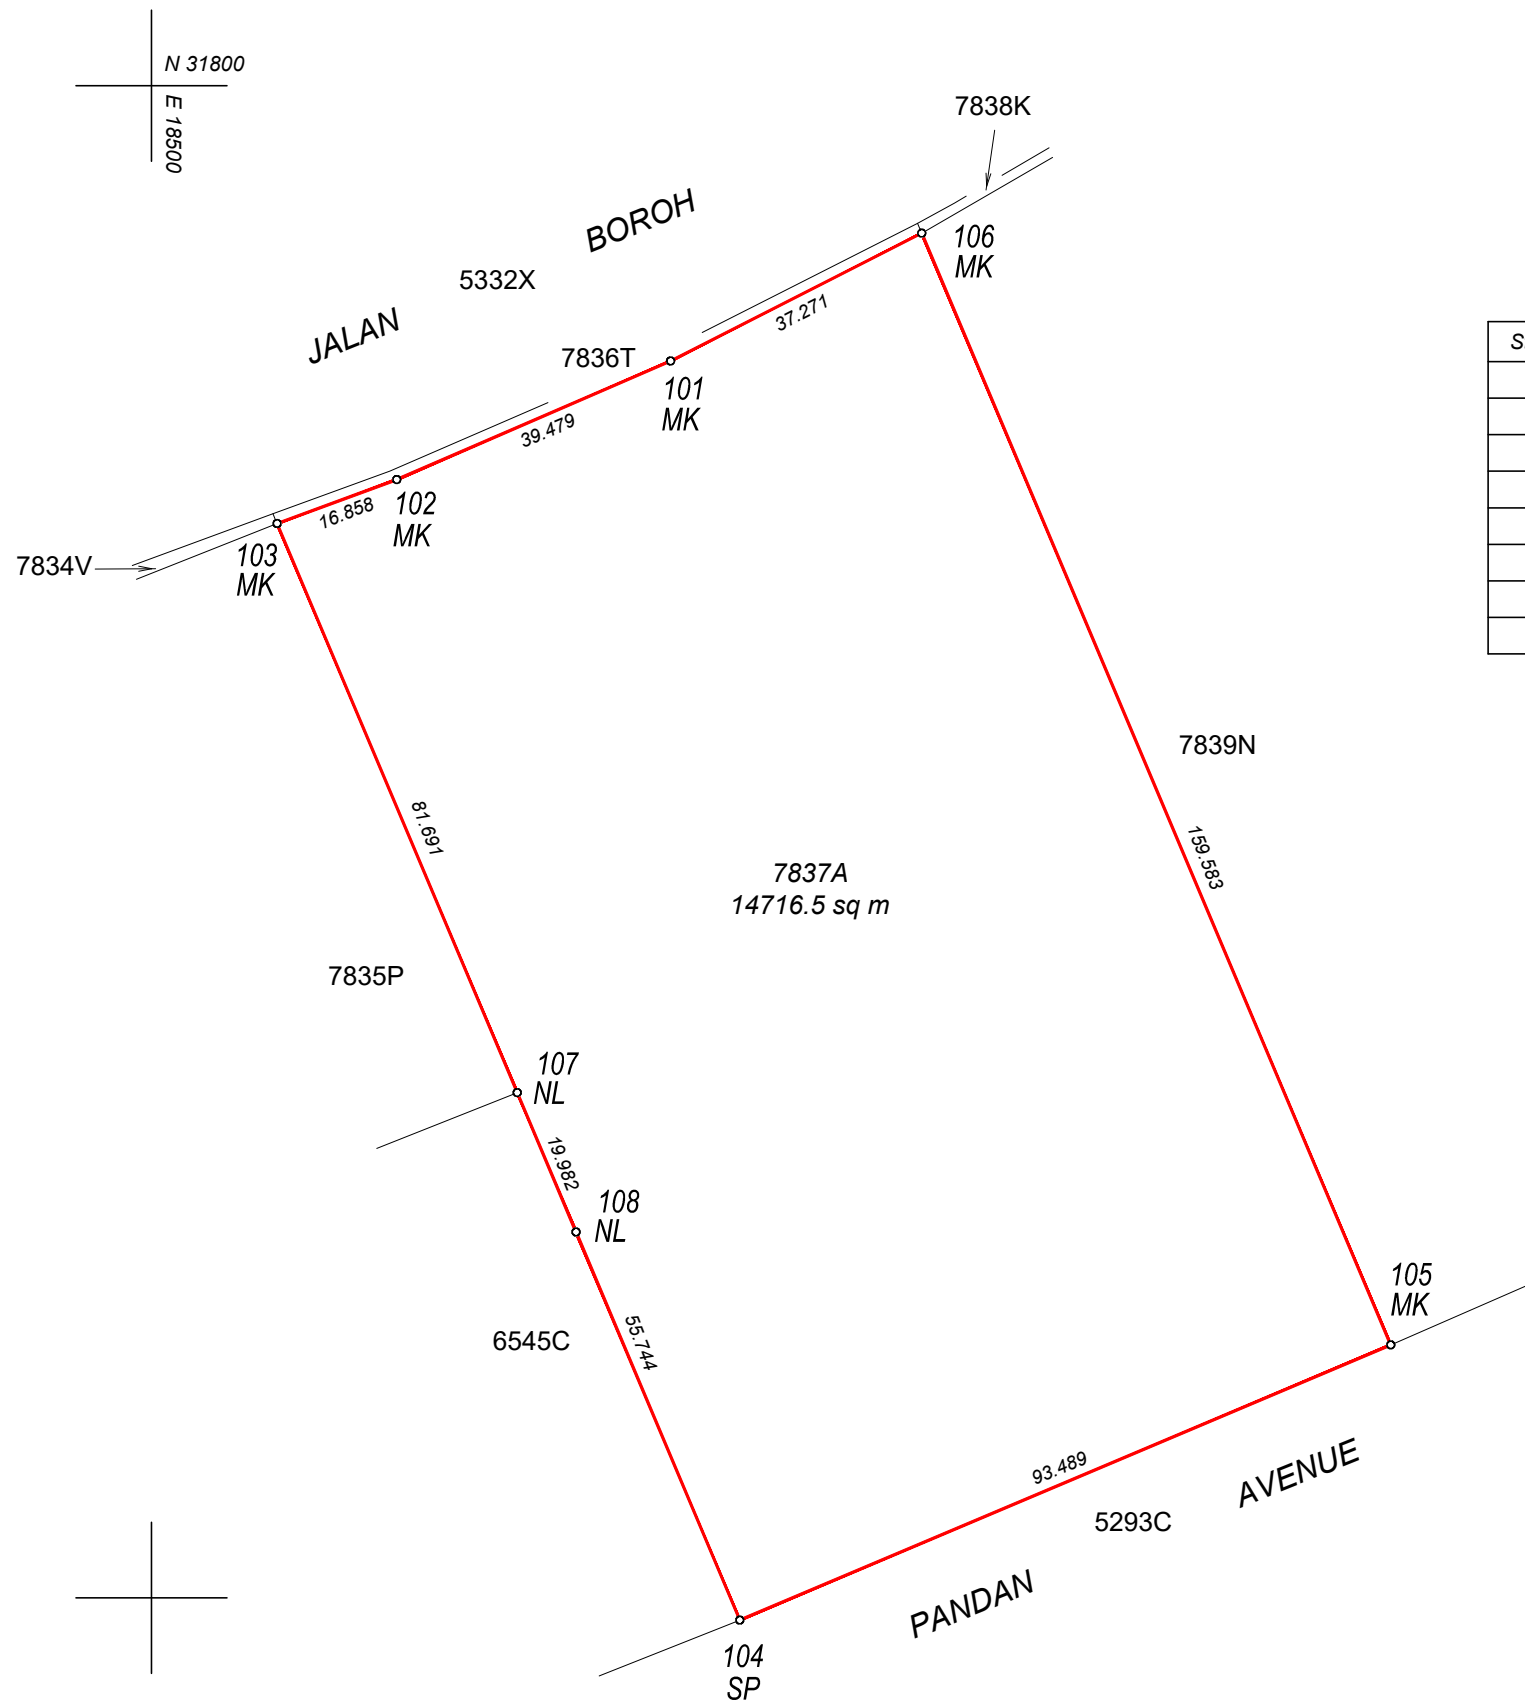 N 31800
E 18500
7838K
BOROH
106
MK
5332X
37.271
JALAN
S
7836T
101
MK
39.479
102
MK
16.858
103
MK
7834V
7839N
81.691
159.583
7837A
14716.5 sq m
7835P
107
NL
19.982
108
NL
105
MK
6545C
55.744
93.489
AVENUE
5293C
PANDAN
104
SP